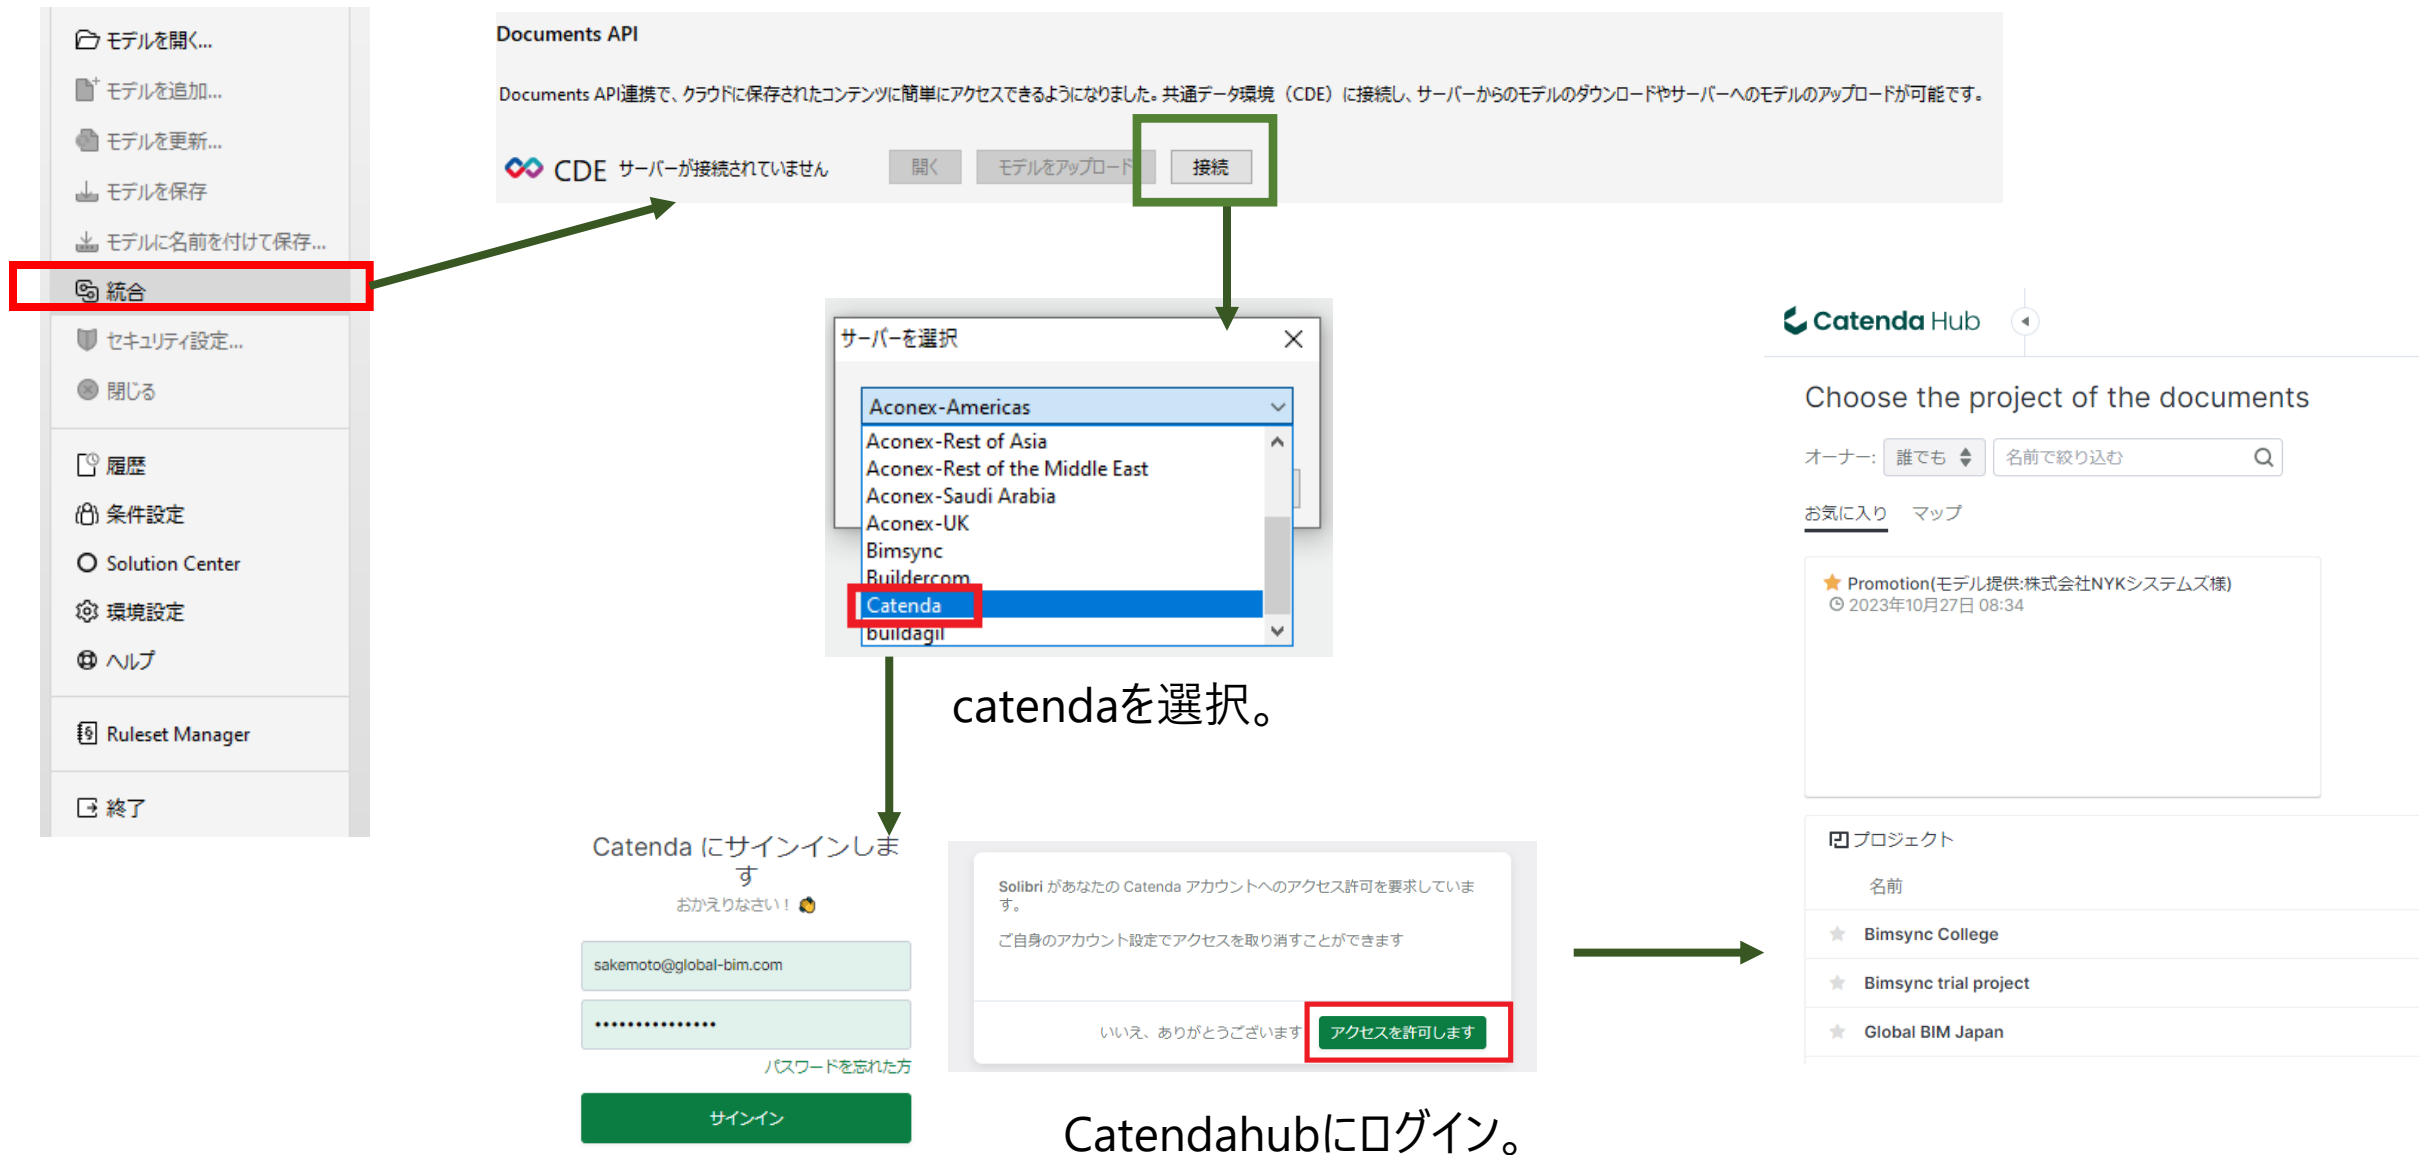 モデルを開く...
モデルを追加...
モデルを更新...
モデルを保存
モデルに名前を付けて保存...
統合
セキュリティ設定...
閉じる
履歴
条件設定
Solution Center
環境設定
ヘルプ
Ruleset Manager
終了
Documents API
Documents API連携で、クラウドに保存されたコンテンツに簡単にアクセスできるようになりました。共通データ環境（CDE）に接続し、サーバーからのモデルのダウンロードやサーバーへのモデルのアップロードが可能です。
CDE サーバーが接続されていません 開く モデルをアップロード 接続
サーバーを選択
Aconex-Americas
Aconex-Rest of Asia
Aconex-Rest of the Middle East
Aconex-Saudi Arabia
Aconex-UK
Bimsync
Buildercom
Catenda
buildagil
catendaを選択。
Catenda にサインインしま
す
おかえりなさい！
sakemoto@global-bim.com
•••••••••••••••
パスワードを忘れた方
サインイン
Solibri があなたの Catenda アカウントへのアクセス許可を要求していま
す。
ご自身のアカウント設定でアクセスを取り消すことができます
いいえ、ありがとうございます アクセスを許可します
Catendahubにログイン。
Catenda Hub
Choose the project of the documents
オーナー: 誰でも 名前で絞り込む
お気に入り マップ
Promotion(モデル提供:株式会社NYKシステムズ様)
2023年10月27日 08:34
プロジェクト
名前
Bimsync College
Bimsync trial project
Global BIM Japan